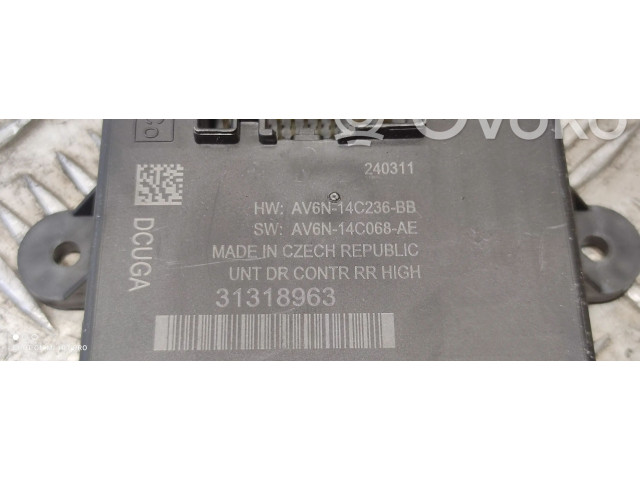 Ovoko
240311
HW: AV6N-14C236-BB
SW: AV6N-14C068-AE
MADE IN CZECH REPUBLIC
UNT DR CONTR RR HIGH
31318963
DCUGA